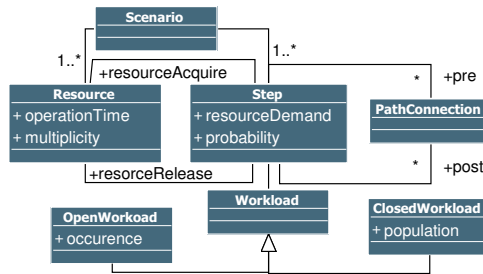 Scenario
1..*
1..*
+resourceAcquire
* +pre
Resource
+ operationTime
+ multiplicity
Step
+ resourceDemand
+ probability
PathConnection
* +post
+resorceRelease
Workload
OpenWorkoad
+ occurence
ClosedWorkload
+ population